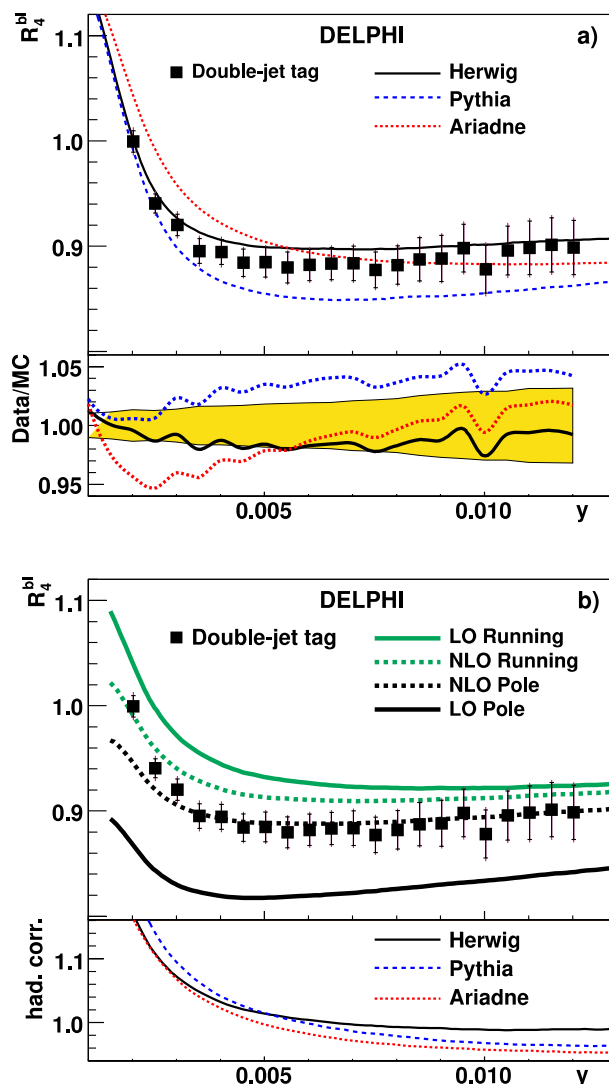 R₄ᵇˡ
1.1
1.0
0.9
DELPHI
a)
Double-jet tag
Herwig
Pythia
Ariadne
Data/MC
1.05
1.00
0.95
0.005
0.010
y
R₄ᵇˡ
1.1
1.0
0.9
DELPHI
b)
Double-jet tag
LO Running
NLO Running
NLO Pole
LO Pole
had. corr.
1.1
1.0
Herwig
Pythia
Ariadne
0.005
0.010
y